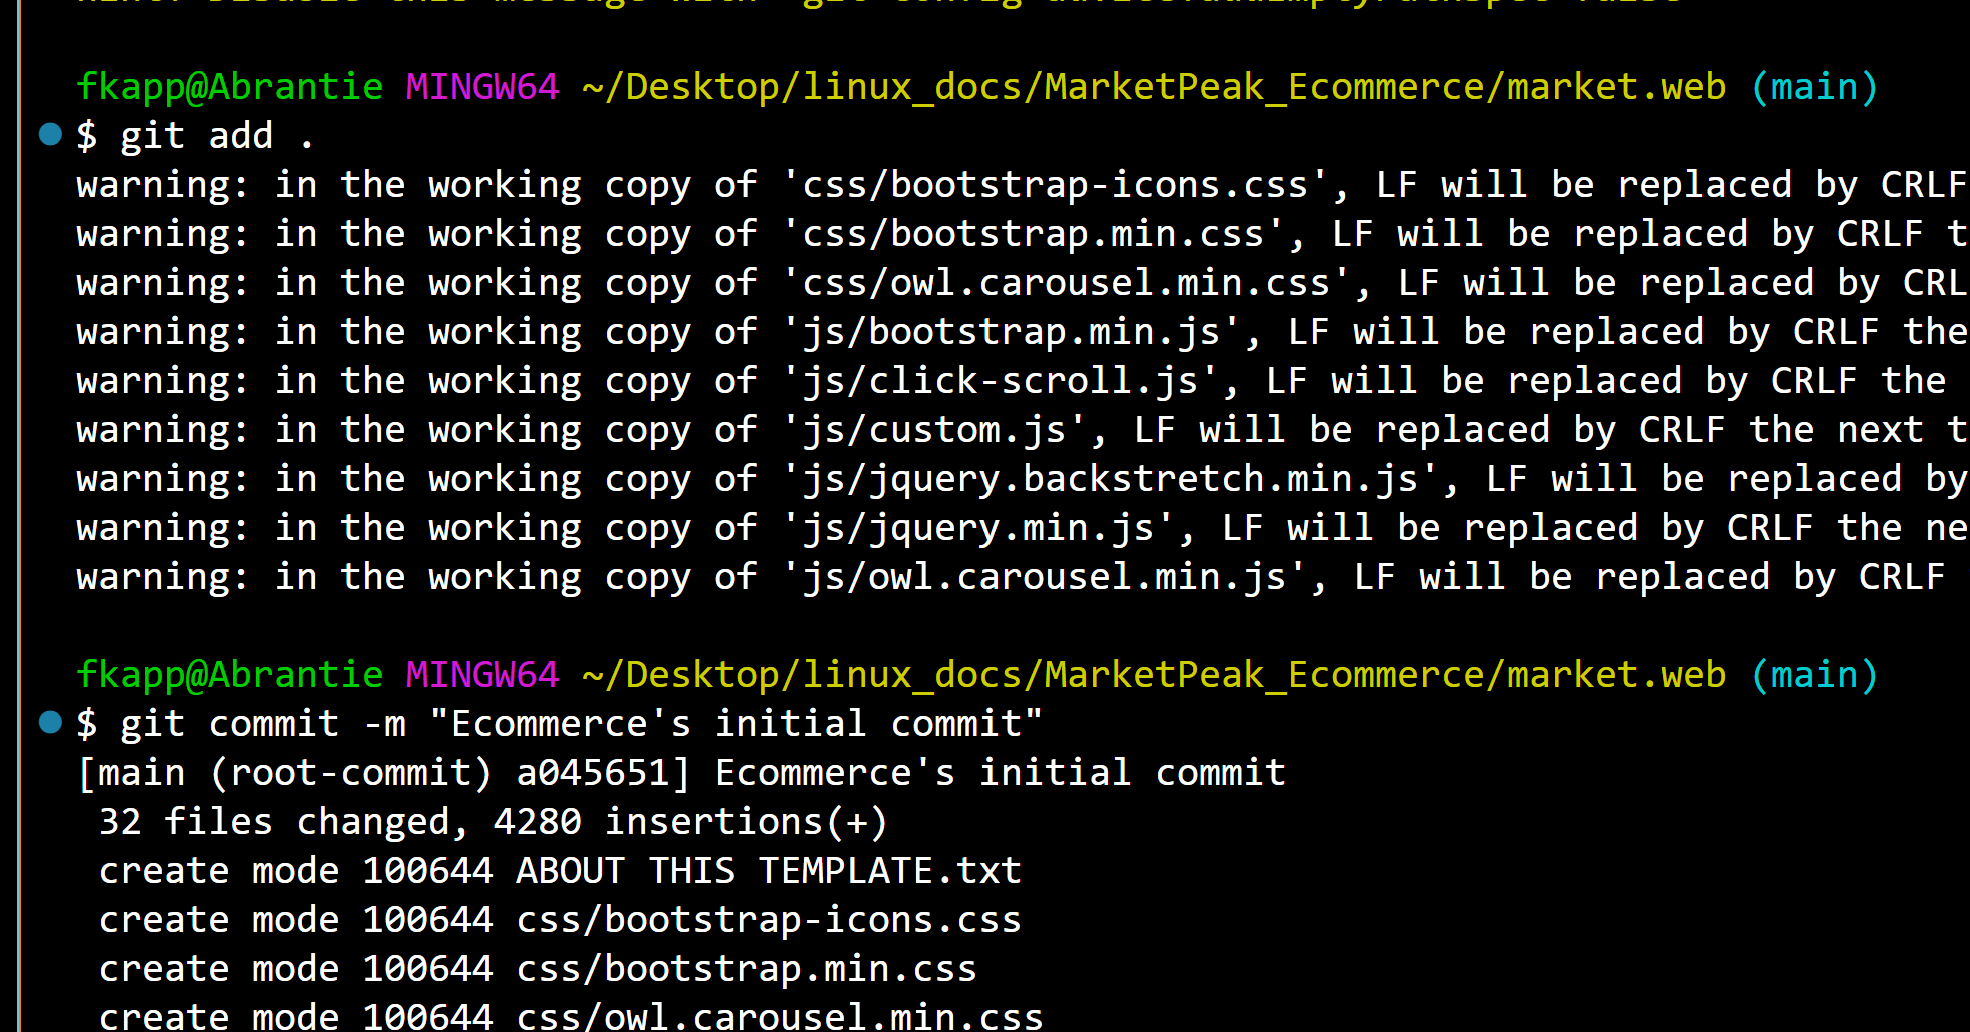 fkapp@Abrantie MINGW64 ~/Desktop/linux_docs/MarketPeak_Ecommerce/market.web (main)
$ git add .
warning: in the working copy of 'css/bootstrap-icons.css', LF will be replaced by CRLF
warning: in the working copy of 'css/bootstrap.min.css', LF will be replaced by CRLF t
warning: in the working copy of 'css/owl.carousel.min.css', LF will be replaced by CRL
warning: in the working copy of 'js/bootstrap.min.js', LF will be replaced by CRLF the
warning: in the working copy of 'js/click-scroll.js', LF will be replaced by CRLF the
warning: in the working copy of 'js/custom.js', LF will be replaced by CRLF the next t
warning: in the working copy of 'js/jquery.backstretch.min.js', LF will be replaced by
warning: in the working copy of 'js/jquery.min.js', LF will be replaced by CRLF the ne
warning: in the working copy of 'js/owl.carousel.min.js', LF will be replaced by CRLF
fkapp@Abrantie MINGW64 ~/Desktop/linux_docs/MarketPeak_Ecommerce/market.web (main)
$ git commit -m "Ecommerce's initial commit"
[main (root-commit) a045651] Ecommerce's initial commit
32 files changed, 4280 insertions(+)
create mode 100644 ABOUT THIS TEMPLATE.txt
create mode 100644 css/bootstrap-icons.css
create mode 100644 css/bootstrap.min.css
create mode 100644 css/owl.carousel.min.css